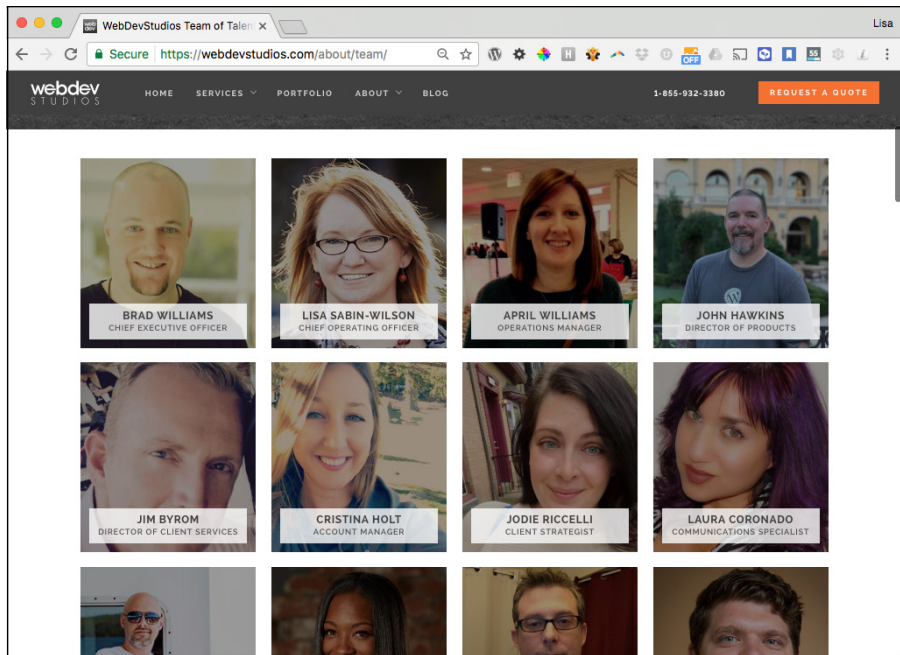 WebDevStudios Team of Talen
Lisa
Secure https://webdevstudios.com/about/team/
OFF
55
webdev
STUDIOS
HOME SERVICES PORTFOLIO ABOUT BLOG 1-855-932-3380 REQUEST A QUOTE
BRAD WILLIAMS
CHIEF EXECUTIVE OFFICER
LISA SABIN-WILSON
CHIEF OPERATING OFFICER
APRIL WILLIAMS
OPERATIONS MANAGER
JOHN HAWKINS
DIRECTOR OF PRODUCTS
JIM BYROM
DIRECTOR OF CLIENT SERVICES
CRISTINA HOLT
ACCOUNT MANAGER
JODIE RICCELLI
CLIENT STRATEGIST
LAURA CORONADO
COMMUNICATIONS SPECIALIST